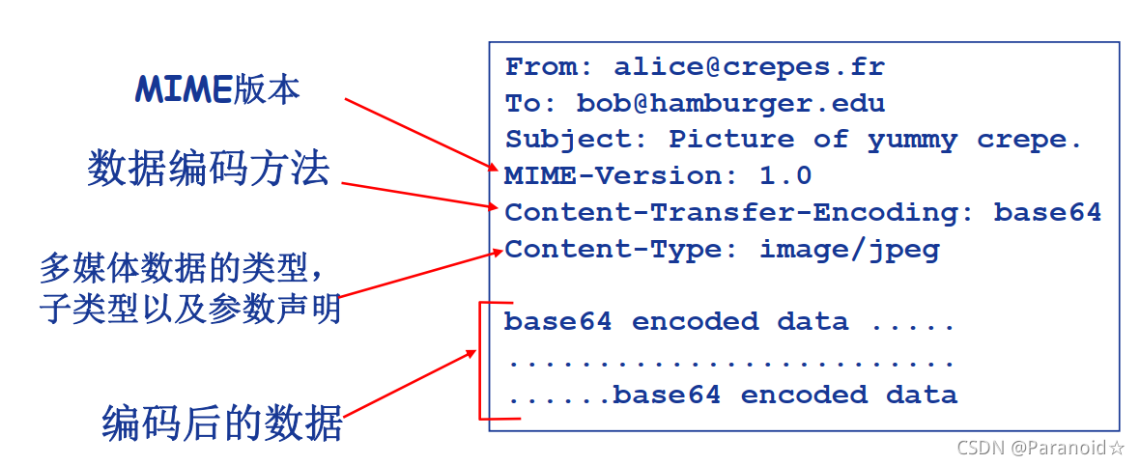 MIME版本
数据编码方法
多媒体数据的类型，
子类型以及参数声明
编码后的数据
From: alice@crepes.fr
To: bob@hamburger.edu
Subject: Picture of yummy crepe.
MIME-Version: 1.0
Content-Transfer-Encoding: base64
Content-Type: image/jpeg
base64 encoded data .....
.........................
......base64 encoded data
CSDN @Paranoid☆